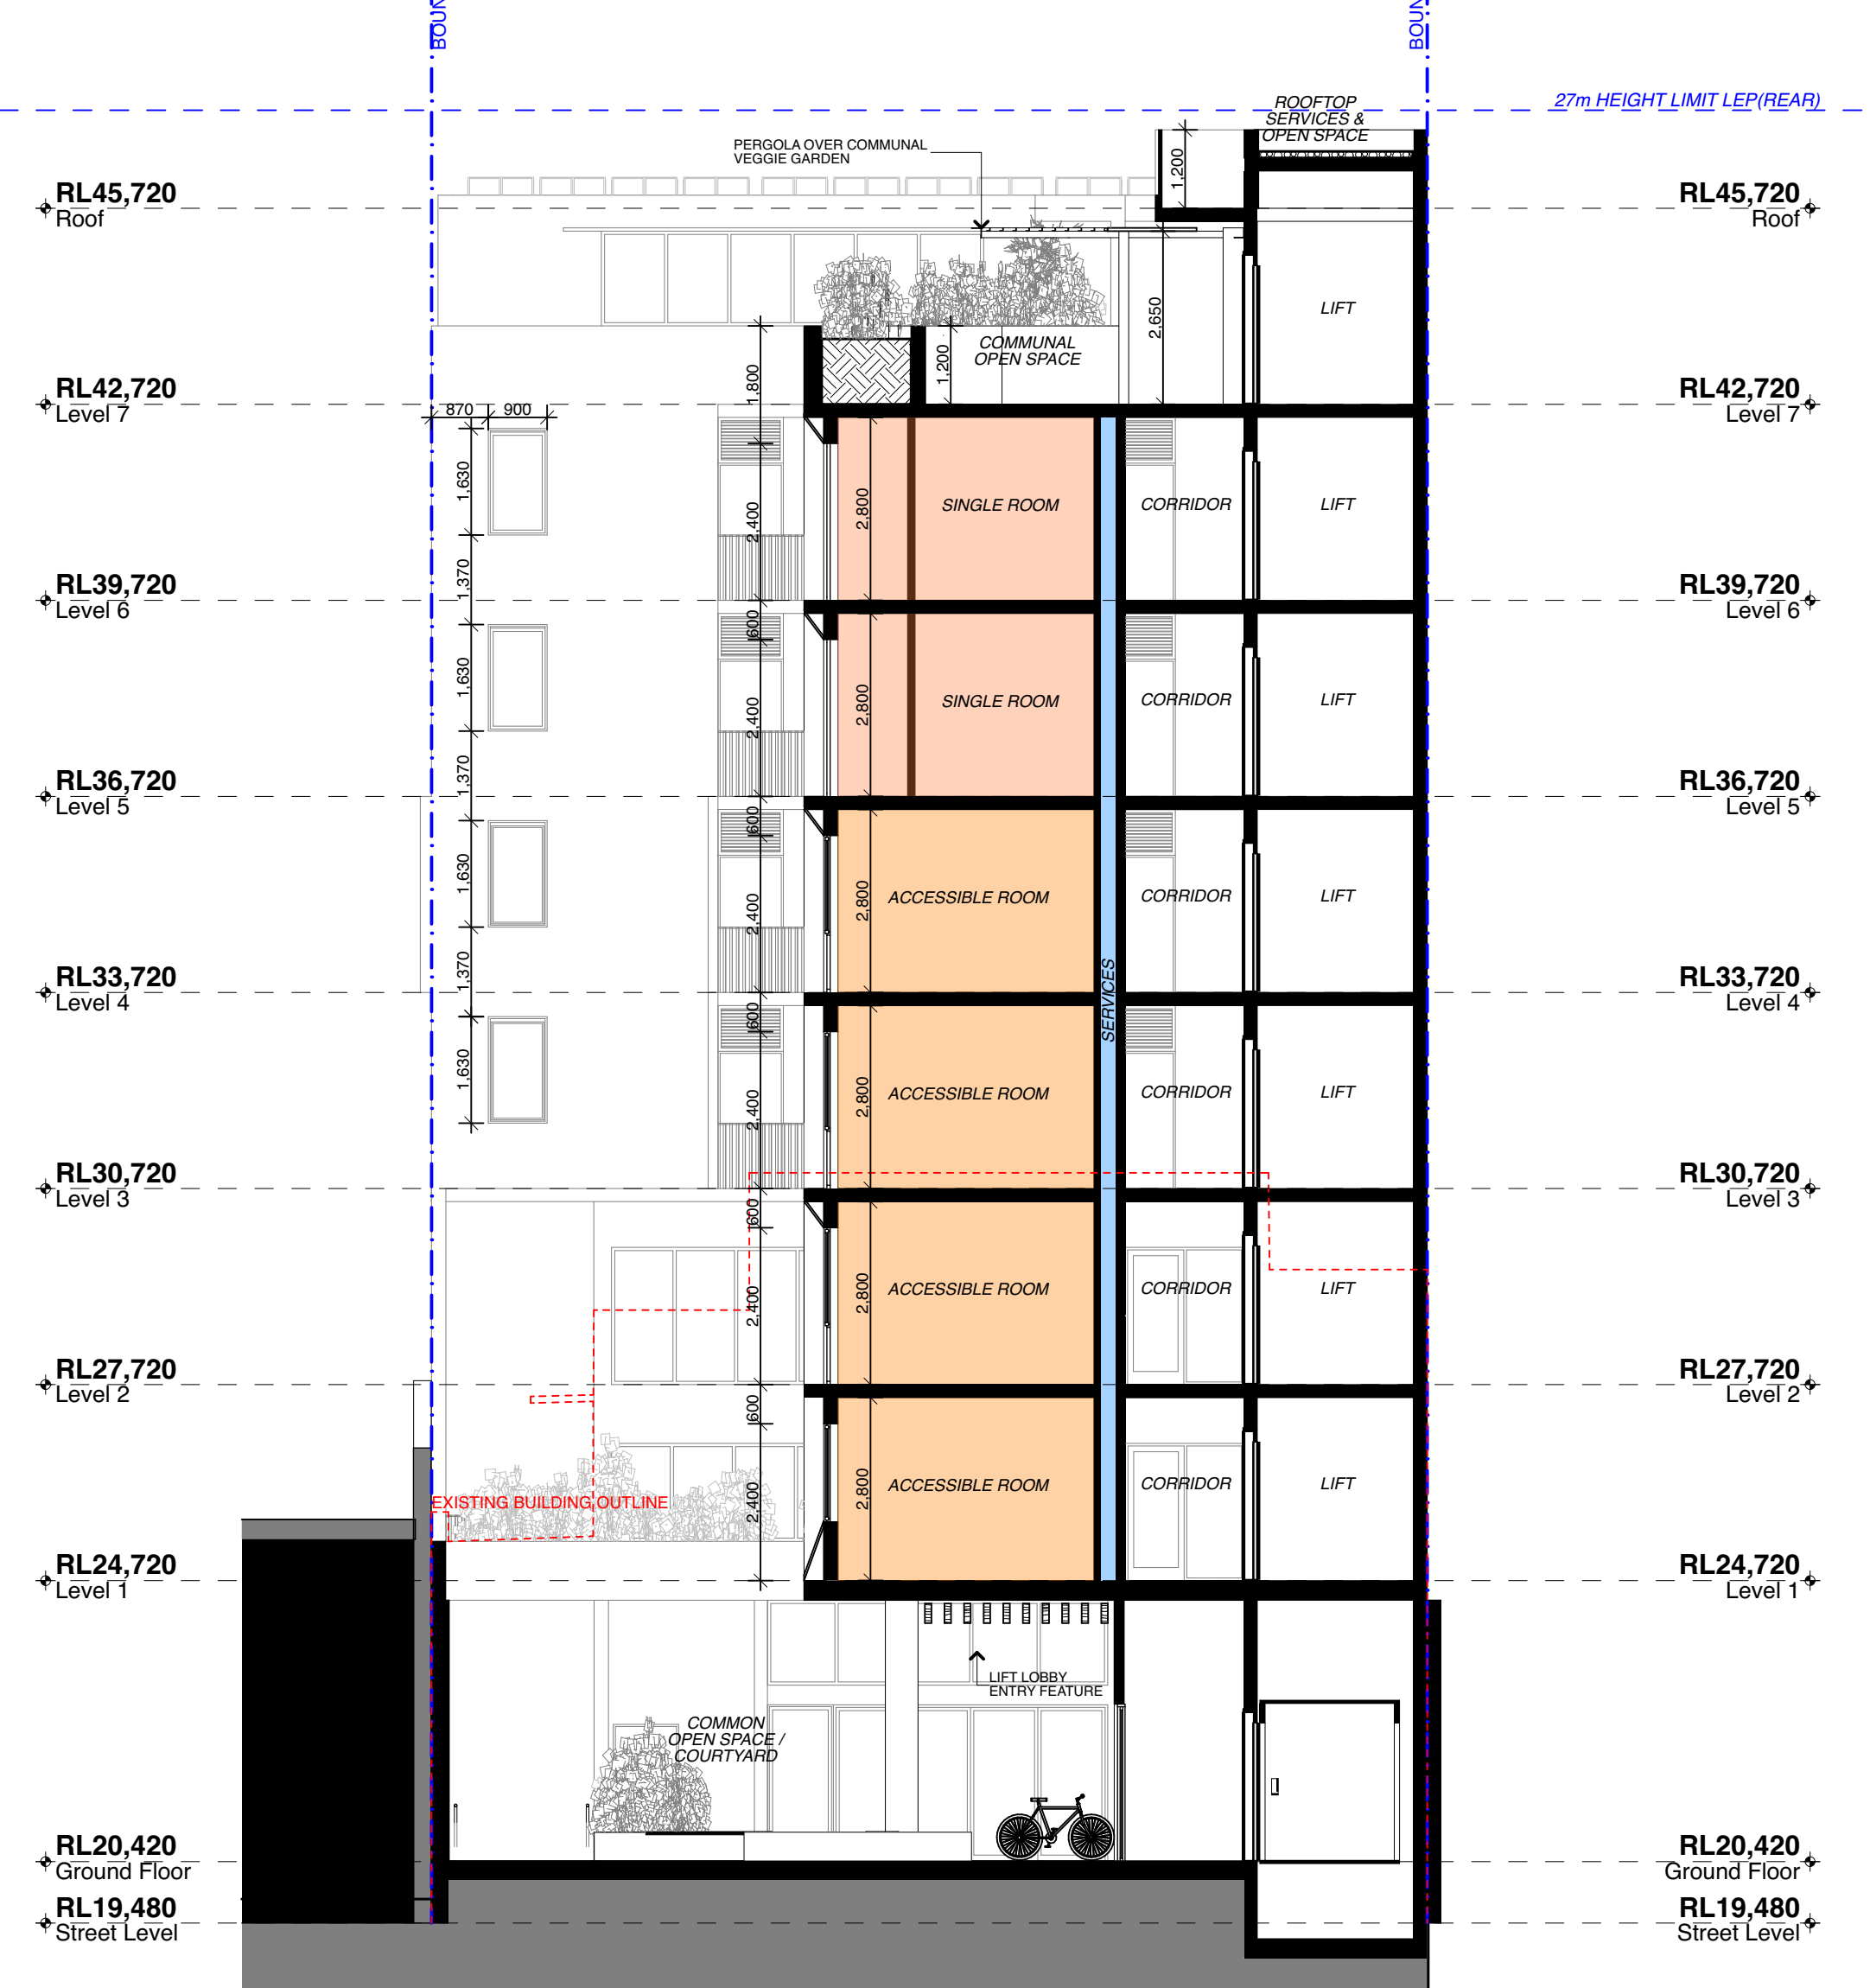 BOUN
BOUN
27m HEIGHT LIMIT LEP(REAR)
ROOFTOP
SERVICES &
OPEN SPACE
PERGOLA OVER COMMUNAL
VEGGIE GARDEN
1,200
RL45,720
Roof
RL45,720
Roof
LIFT
2,650
COMMUNAL
OPEN SPACE
1,200
1,800
RL42,720
Level 7
RL42,720
Level 7
870
900
1,630
2,400
2,800
SINGLE ROOM
CORRIDOR
LIFT
1,370
RL39,720
Level 6
RL39,720
Level 6
600
1,630
2,400
2,800
SINGLE ROOM
CORRIDOR
LIFT
1,370
RL36,720
Level 5
RL36,720
Level 5
600
1,630
2,400
2,800
ACCESSIBLE ROOM
CORRIDOR
LIFT
1,370
SERVICES
RL33,720
Level 4
RL33,720
Level 4
600
1,630
2,400
2,800
ACCESSIBLE ROOM
CORRIDOR
LIFT
RL30,720
Level 3
RL30,720
Level 3
600
2,400
2,800
ACCESSIBLE ROOM
CORRIDOR
LIFT
RL27,720
Level 2
RL27,720
Level 2
600
2,400
2,800
ACCESSIBLE ROOM
CORRIDOR
LIFT
EXISTING BUILDING OUTLINE
RL24,720
Level 1
RL24,720
Level 1
LIFT LOBBY
ENTRY FEATURE
COMMON
OPEN SPACE /
COURTYARD
RL20,420
Ground Floor
RL20,420
Ground Floor
RL19,480
Street Level
RL19,480
Street Level